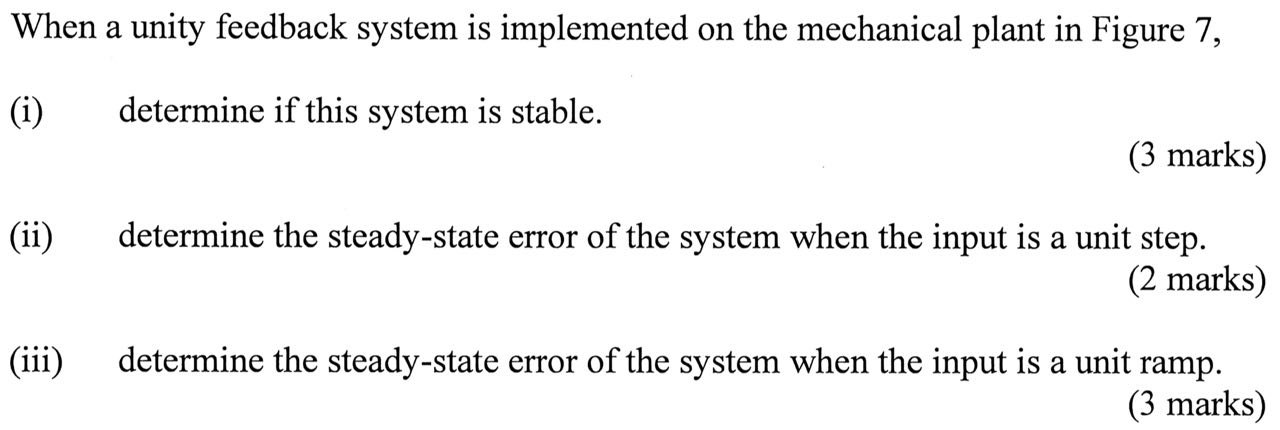 When a unity feedback system is implemented on the mechanical plant in Figure 7,
(i) determine if this system is stable.
(3 marks)
(ii) determine the steady-state error of the system when the input is a unit step.
(2 marks)
(iii) determine the steady-state error of the system when the input is a unit ramp.
(3 marks)